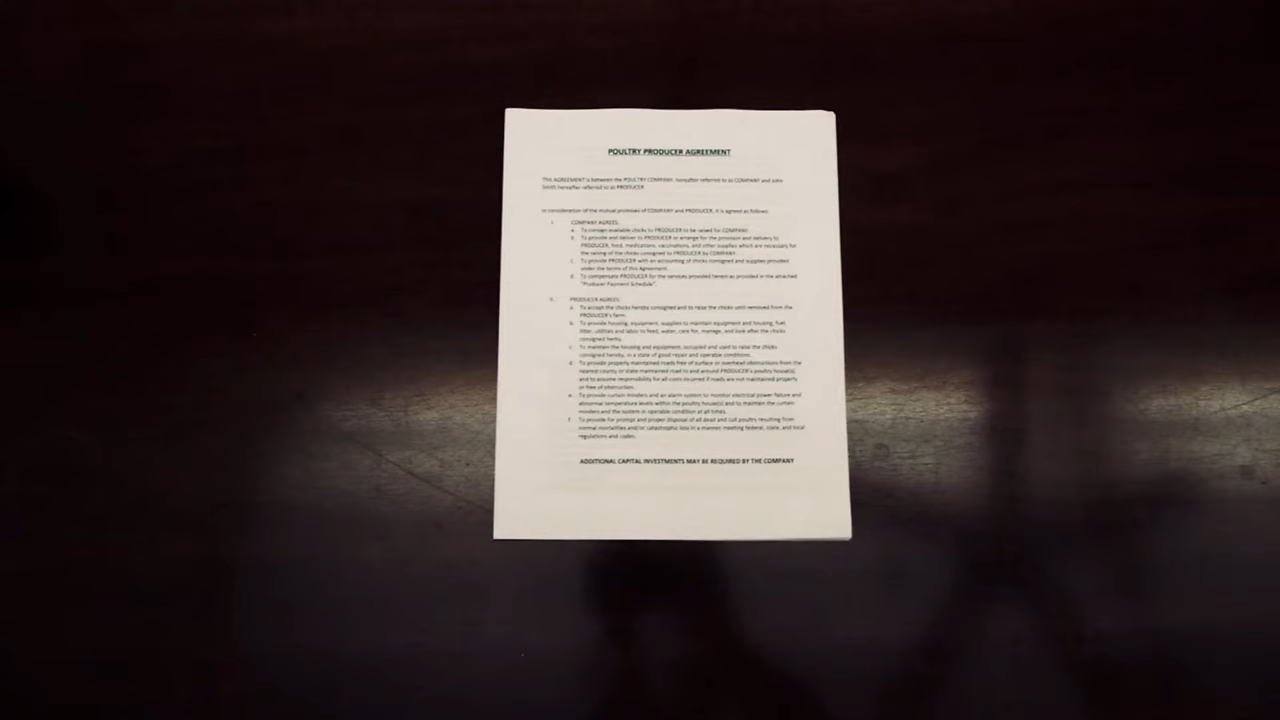 POULTRY PRODUCER AGREEMENT
THIS AGREEMENT is between the POULTRY COMPANY, hereafter referred to as COMPANY and John
Smith hereafter referred to as PRODUCER
In consideration of the mutual promises of COMPANY and PRODUCER, it is agreed as follows:
I. COMPANY AGREES:
a. To consign available chicks to PRODUCER to be raised for COMPANY.
b. To provide and deliver to PRODUCER or arrange for the provision and delivery to
PRODUCER, feed, medications, vaccinations, and other supplies which are necessary for
the raising of the chicks consigned to PRODUCER by COMPANY.
c. To provide PRODUCER with an accounting of chicks consigned and supplies provided
under the terms of this Agreement.
d. To compensate PRODUCER for the services provided herein as provided in the attached
"Producer Payment Schedule".
II. PRODUCER AGREES:
a. To accept the chicks hereby consigned and to raise the chicks until removed from the
PRODUCER's farm.
b. To provide housing, equipment, supplies to maintain equipment and housing, fuel,
litter, utilities and labor to feed, water, care for, manage, and look after the chicks
consigned
c. To maintain the housing and equipment, occupied and used to raise the chicks
consigned hereby, in a state of good repair and operable conditions.
d. To provide properly maintained roads free of surface or overhead obstructions from the
nearest county or state maintained road to and around PRODUCER's poultry house(s)
and to assume responsibility for all costs incurred if roads are not maintained properly
or free of obstruction.
e. To provide curtain minders and an alarm system to monitor electrical power failure and
abnormal temperature levels within the poultry house(s) and to maintain the curtain
minders and the system in operable condition at all times.
f. To provide for prompt and proper disposal of all dead and cull poultry resulting from
normal mortalities and/or catastrophic loss in a manner meeting federal, state, and local
regulations and codes.
ADDITIONAL CAPITAL INVESTMENTS MAY BE REQUIRED BY THE COMPANY